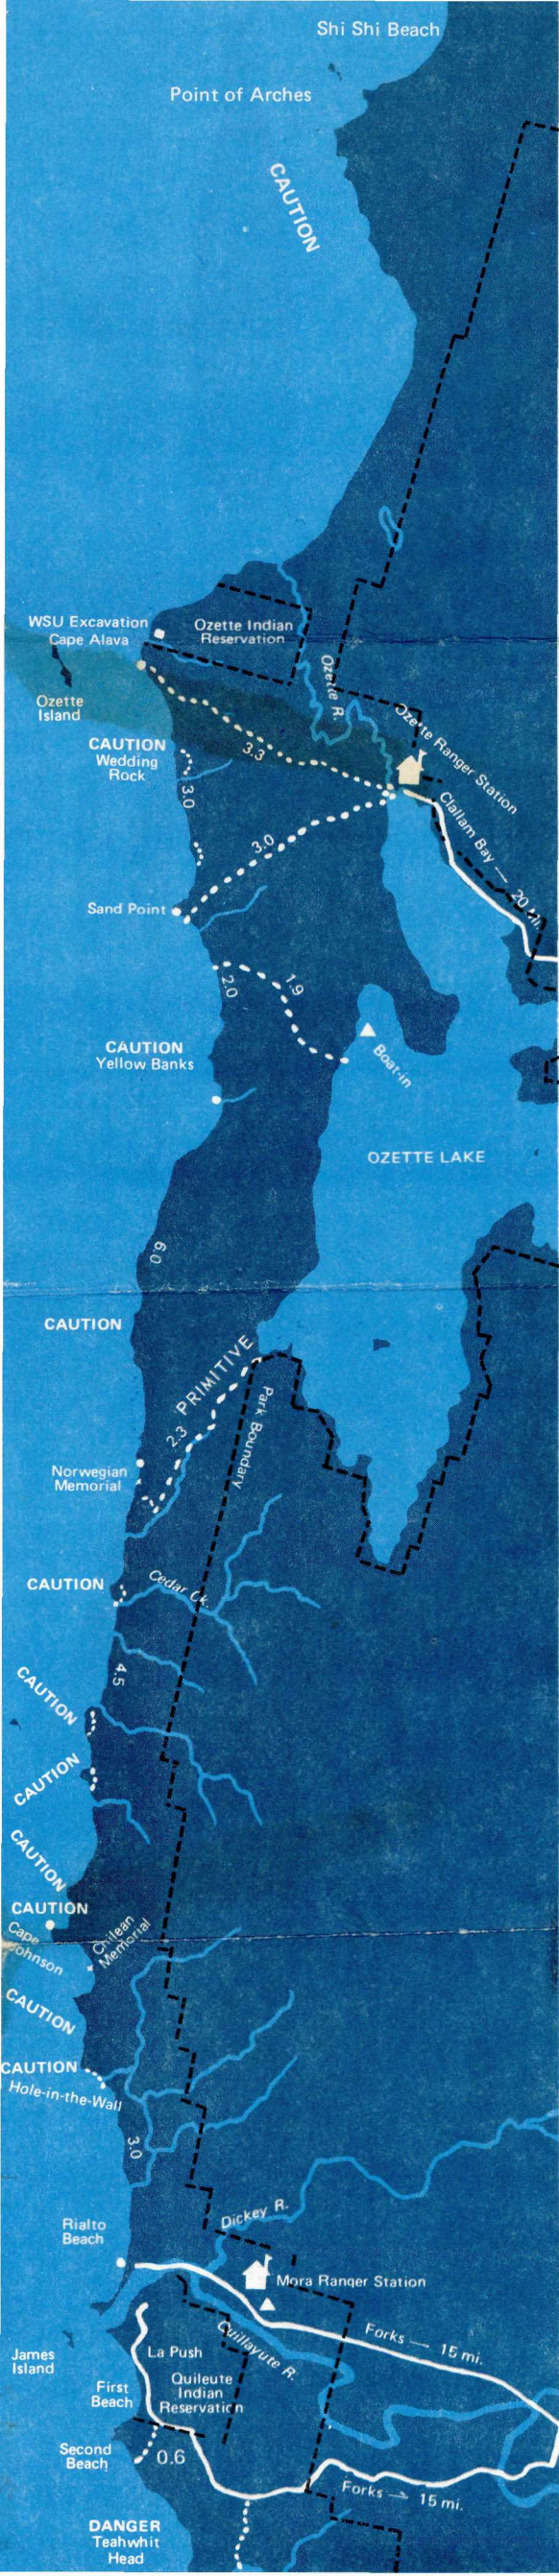 Shi Shi Beach
Point of Arches
CAUTION
WSU Excavation
Cape Alava
Ozette Indian
Reservation
Ozette R.
Ozette
Island
Ozette Ranger Station
CAUTION
Wedding
Rock
3.3
3.0
Clallam Bay — 20 mi.
3.0
Sand Point
2.0
1.9
CAUTION
Yellow Banks
Boat-in
OZETTE LAKE
6.0
CAUTION
PRIMITIVE
2.3
Park Boundary
Norwegian
Memorial
CAUTION
Cedar Ck.
4.5
CAUTION
CAUTION
CAUTION
CAUTION
Cape
Johnson
Chilean
Memorial
CAUTION
CAUTION
Hole-in-the-Wall
3.0
Dickey R.
Rialto
Beach
Mora Ranger Station
Forks — 15 mi.
Quillayute R.
James
Island
La Push
Quileute
Indian
Reservation
First
Beach
Second
Beach
0.6
Forks — 15 mi.
DANGER
Teahwhit
Head